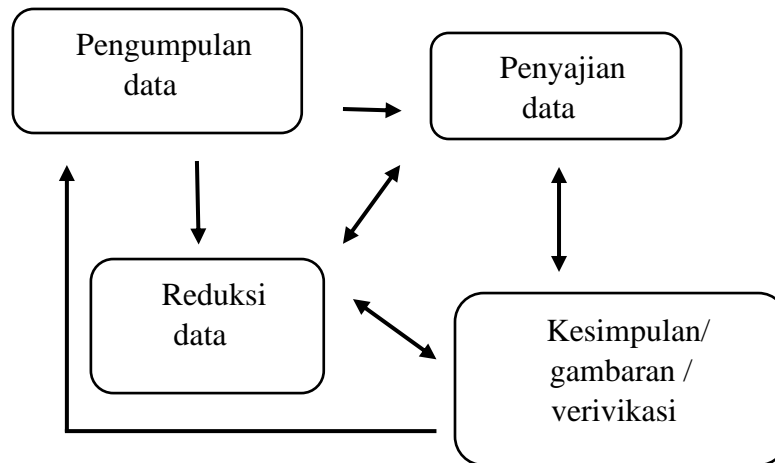 Pengumpulan
data
Penyajian
data
Reduksi
data
Kesimpulan/
gambaran /
verivikasi